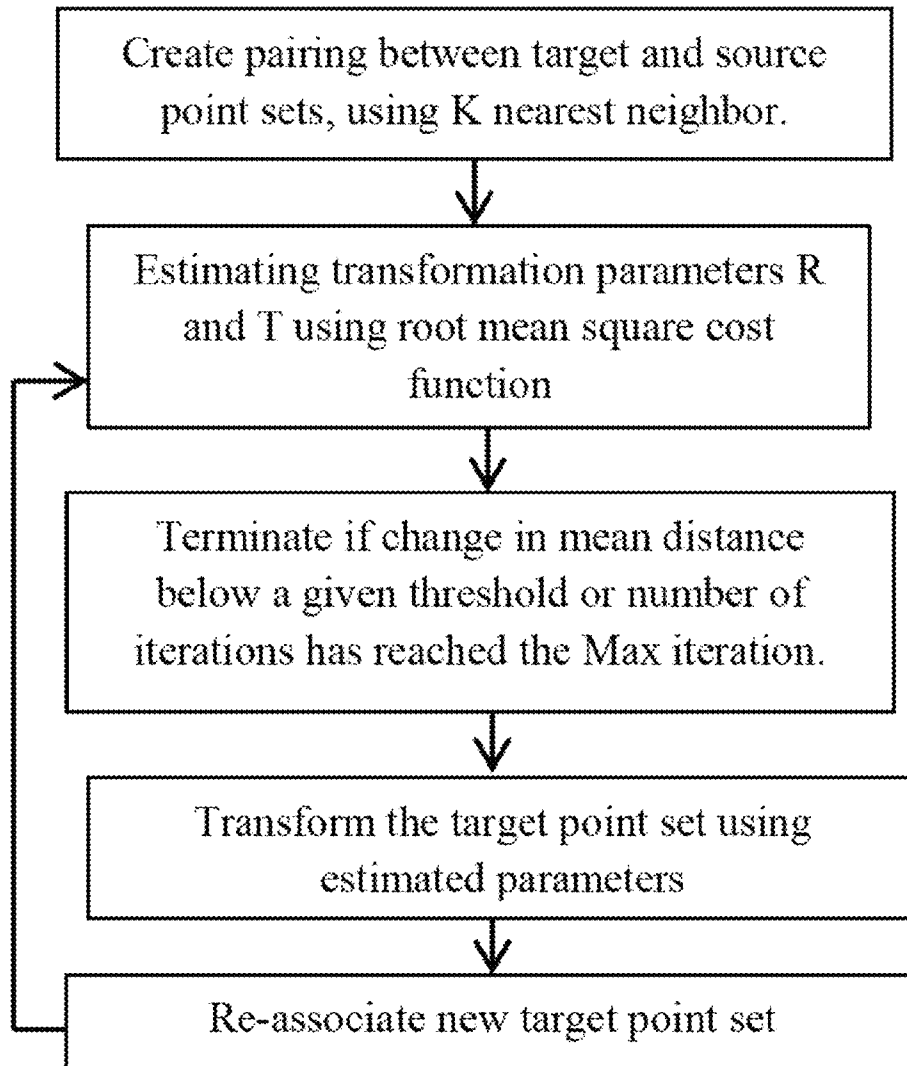 Create pairing between target and source
point sets, using K nearest neighbor.
Estimating transformation parameters R
and T using root mean square cost
function
Terminate if change in mean distance
below a given threshold or number of
iterations has reached the Max iteration.
Transform the target point set using
estimated parameters
Re-associate new target point set